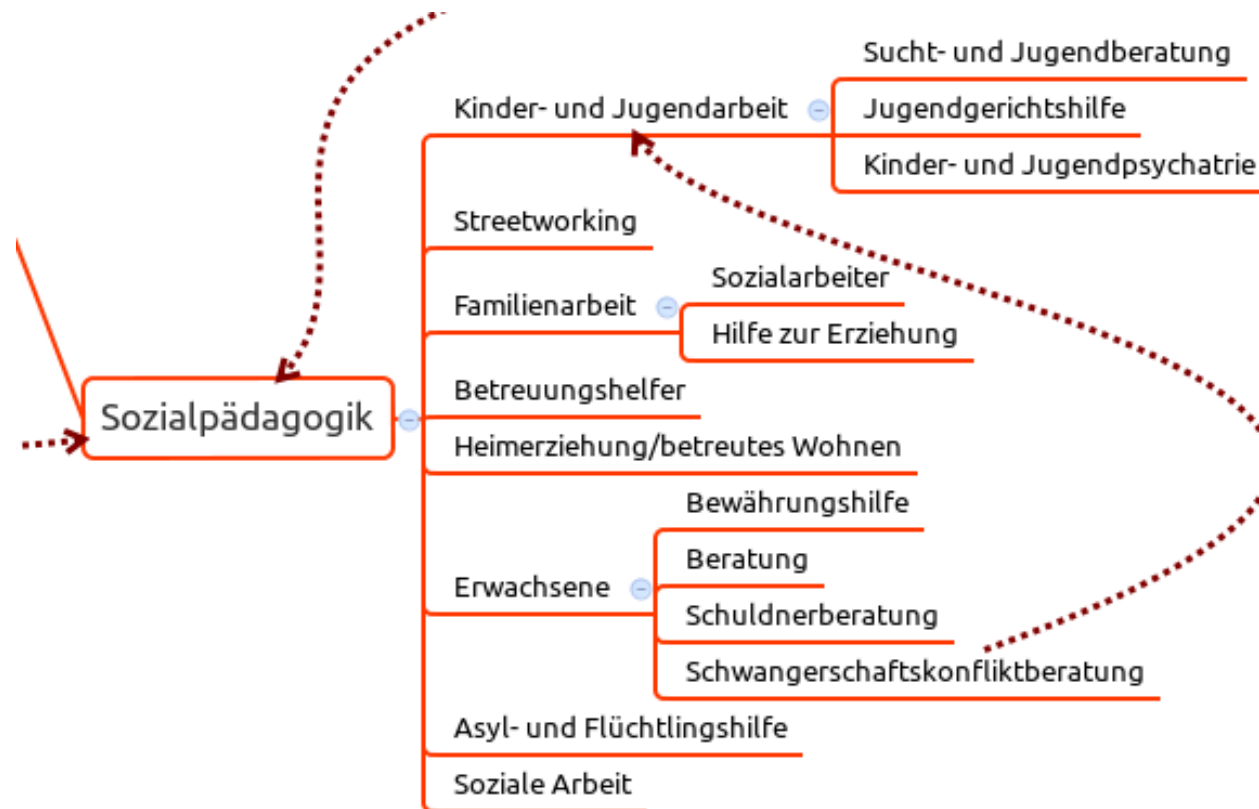 Sucht- und Jugendberatung
Kinder- und Jugendarbeit
Jugendgerichtshilfe
Kinder- und Jugendpsychatrie
Streetworking
Sozialarbeiter
Familienarbeit
Hilfe zur Erziehung
Betreuungshelfer
Sozialpädagogik
Heimerziehung/betreutes Wohnen
Bewährungshilfe
Beratung
Erwachsene
Schuldnerberatung
Schwangerschaftskonfliktberatung
Asyl- und Flüchtlingshilfe
Soziale Arbeit